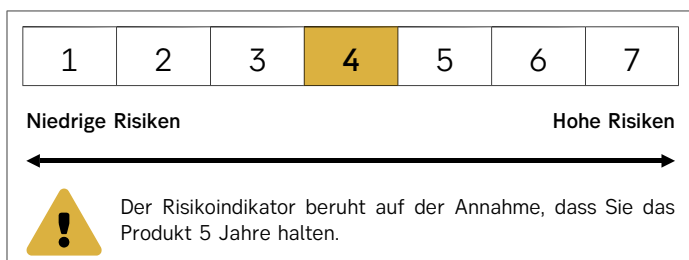 1 2 3 4 5 6 7
Niedrige Risiken Hohe Risiken
Der Risikoindikator beruht auf der Annahme, dass Sie das
Produkt 5 Jahre halten.